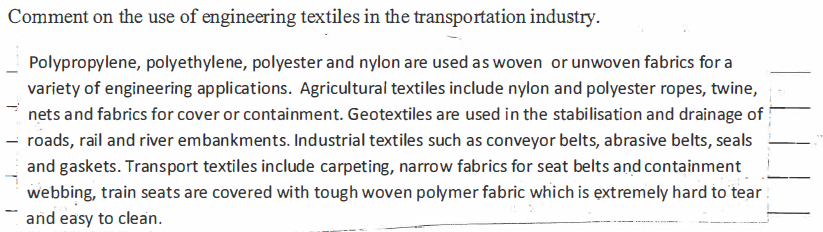 Comment on the use of engineering textiles in the transportation industry.
Polypropylene, polyethylene, polyester and nylon are used as woven or unwoven fabrics for a
variety of engineering applications. Agricultural textiles include nylon and polyester ropes, twine,
nets and fabrics for cover or containment. Geotextiles are used in the stabilisation and drainage of
roads, rail and river embankments. Industrial textiles such as conveyor belts, abrasive belts, seals
and gaskets. Transport textiles include carpeting, narrow fabrics for seat belts and containment
webbing, train seats are covered with tough woven polymer fabric which is extremely hard to tear
and easy to clean.